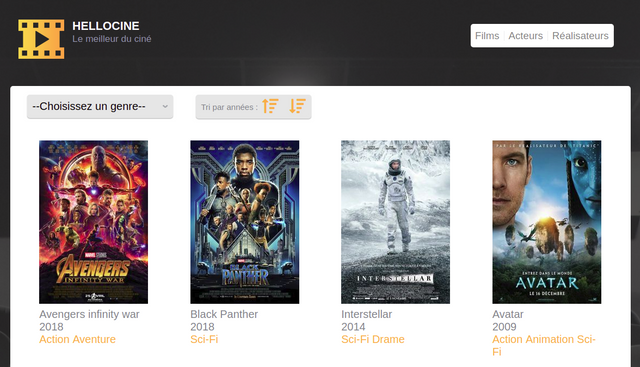 HELLOCINE
Le meilleur du ciné
Films Acteurs Réalisateurs
--Choisissez un genre--
Tri par années :
MARVEL STUDIOS
AVENGERS
INFINITY WAR
BLACK
PANTHER
INTERSTELLAR
PAR LE RÉALISATEUR DE "TITANIC"
ENTREZ DANS LE MONDE
AVATAR
LE 16 DÉCEMBRE
Avengers infinity war
2018
Action Aventure
Black Panther
2018
Sci-Fi
Interstellar
2014
Sci-Fi Drame
Avatar
2009
Action Animation Sci-
Fi